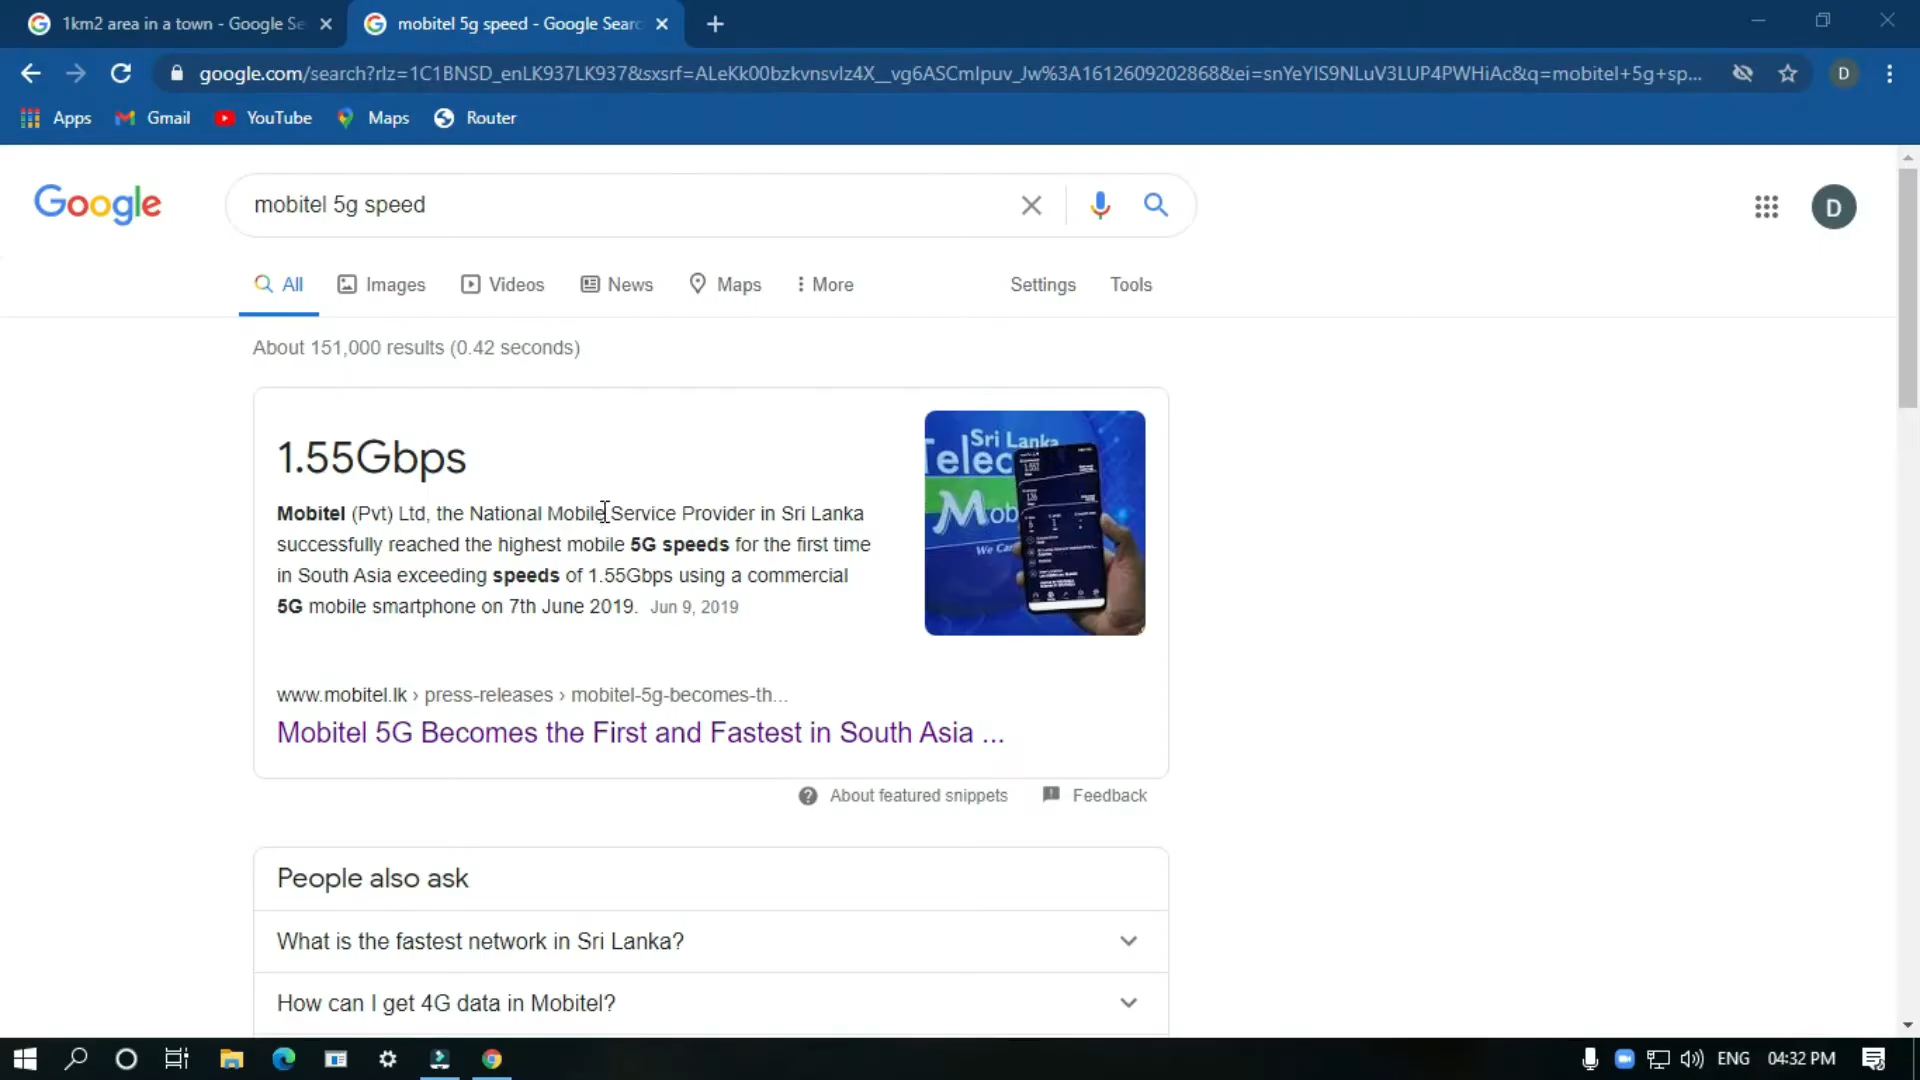 1km2 area in a town - Google Se
mobitel 5g speed - Google Searc
google.com/search?rlz=1C1BNSD_enLK937LK937&sxsrf=ALeKk00bzkvnsvlz4X__vg6ASCmIpuv_Jw%3A1612609202868&ei=snYeYIS9NLuV3LUP4PWHiAc&q=mobitel+5g+sp...
D
Apps
Gmail
YouTube
Maps
Router
Google
mobitel 5g speed
D
All
Images
Videos
News
Maps
More
Settings
Tools
About 151,000 results (0.42 seconds)
1.55Gbps
Mobitel (Pvt) Ltd, the National Mobile Service Provider in Sri Lanka
successfully reached the highest mobile 5G speeds for the first time
in South Asia exceeding speeds of 1.55Gbps using a commercial
5G mobile smartphone on 7th June 2019. Jun 9, 2019
Sri Lanka
Telec
Mob
We Ca
www.mobitel.lk › press-releases › mobitel-5g-becomes-th...
Mobitel 5G Becomes the First and Fastest in South Asia ...
About featured snippets
Feedback
People also ask
What is the fastest network in Sri Lanka?
How can I get 4G data in Mobitel?
ENG
04:32 PM